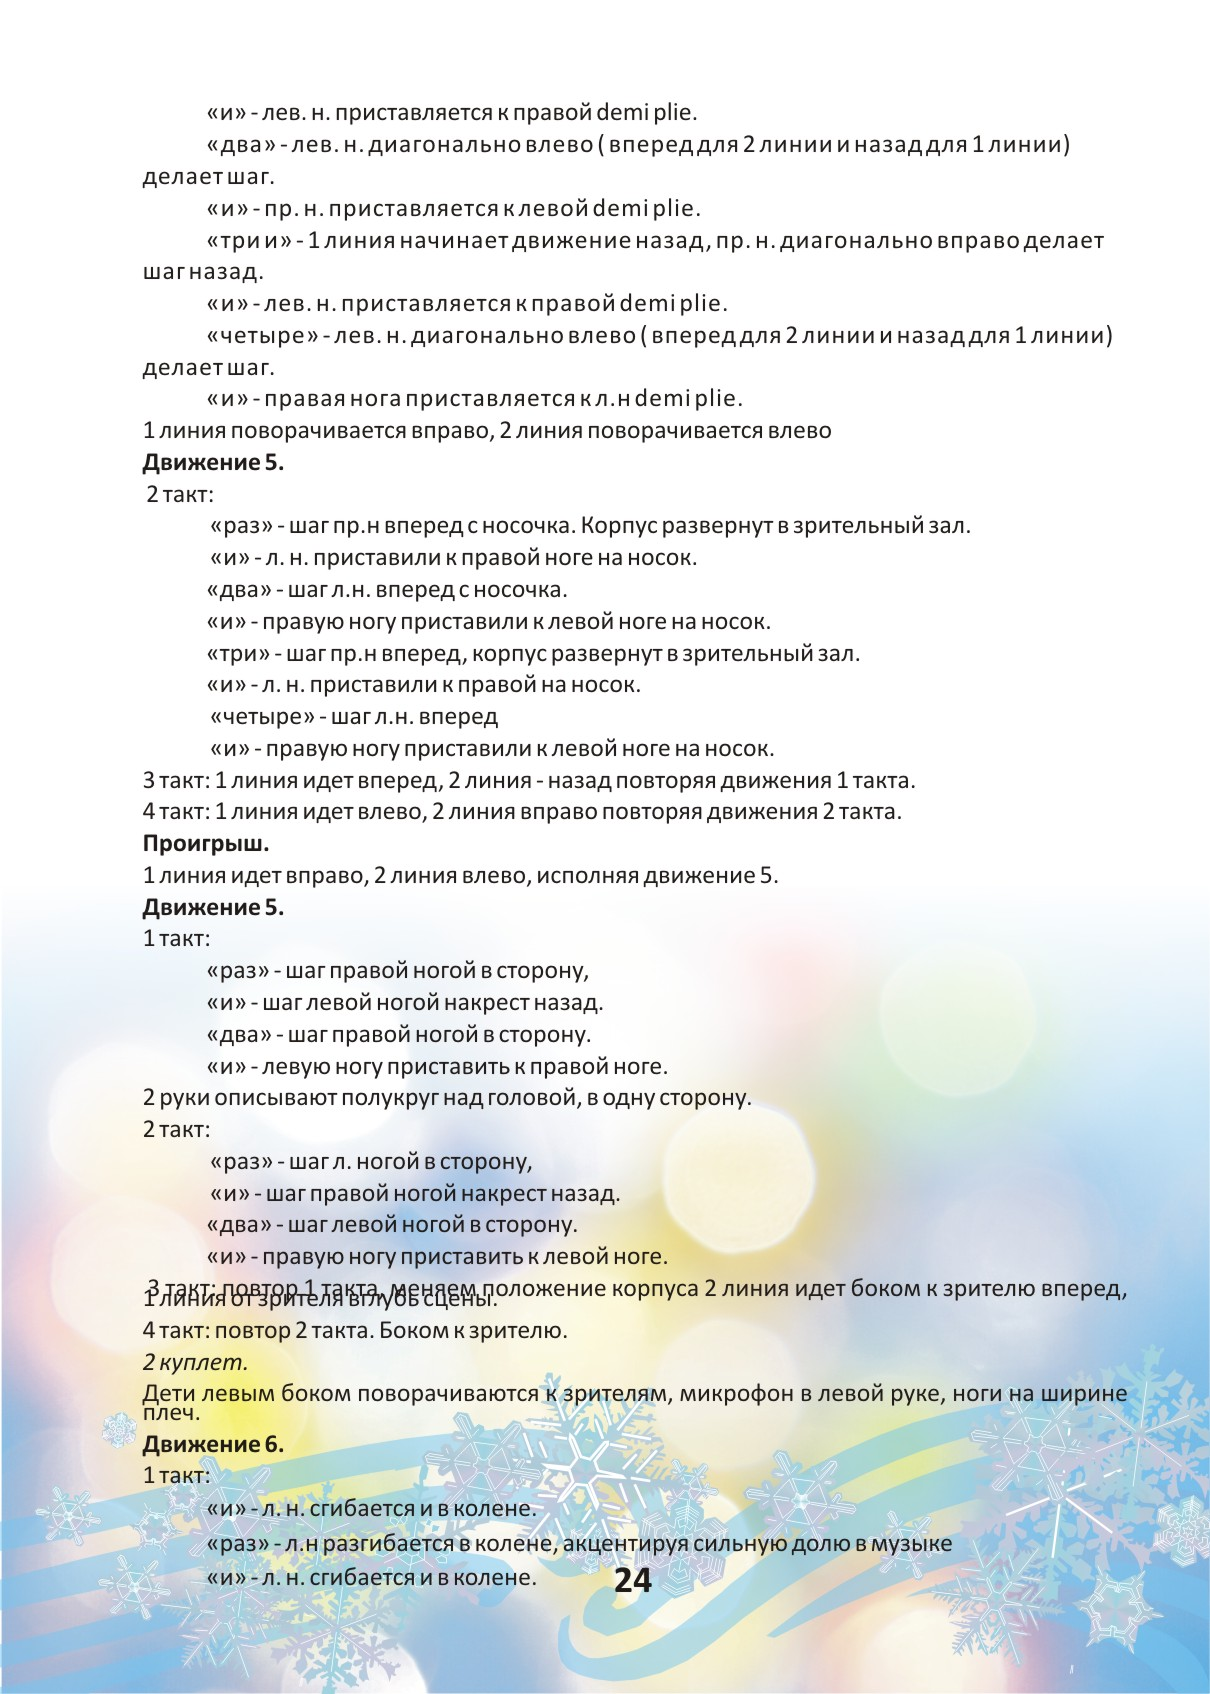 «и» - лев. н. приставляется к правой demi plie.
«два» - лев. н. диагонально влево ( вперед для 2 линии и назад для 1 линии)
делает шаг.
«и» - пр. н. приставляется к левой demi plie.
«три и» - 1 линия начинает движение назад, пр. н. диагонально вправо делает
шаг назад.
«и» - лев. н. приставляется к правой demi plie.
«четыре» - лев. н. диагонально влево ( вперед для 2 линии и назад для 1 линии)
делает шаг.
«и» - правая нога приставляется к л.н demi plie.
1 линия поворачивается вправо, 2 линия поворачивается влево
Движение 5.
2 такт:
«раз» - шаг пр.н вперед с носочка. Корпус развернут в зрительный зал.
«и» - л. н. приставили к правой ноге на носок.
«два» - шаг л.н. вперед с носочка.
«и» - правую ногу приставили к левой ноге на носок.
«три» - шаг пр.н вперед, корпус развернут в зрительный зал.
«и» - л. н. приставили к правой на носок.
«четыре» - шаг л.н. вперед
«и» - правую ногу приставили к левой ноге на носок.
3 такт: 1 линия идет вперед, 2 линия - назад повторяя движения 1 такта.
4 такт: 1 линия идет влево, 2 линия вправо повторяя движения 2 такта.
Проигрыш.
1 линия идет вправо, 2 линия влево, исполняя движение 5.
Движение 5.
1 такт:
«раз» - шаг правой ногой в сторону,
«и» - шаг левой ногой накрест назад.
«два» - шаг правой ногой в сторону.
«и» - левую ногу приставить к правой ноге.
2 руки описывают полукруг над головой, в одну сторону.
2 такт:
«раз» - шаг л. ногой в сторону,
«и» - шаг правой ногой накрест назад.
«два» - шаг левой ногой в сторону.
«и» - правую ногу приставить к левой ноге.
3 такт: повтор 1 такта, меняем положение корпуса 2 линия идет боком к зрителю вперед,
1 линия от зрителя вглубь сцены.
4 такт: повтор 2 такта. Боком к зрителю.
2 куплет.
Дети левым боком поворачиваются к зрителям, микрофон в левой руке, ноги на ширине
плеч.
Движение 6.
1 такт:
«и» - л. н. сгибается и в колене.
«раз» - л.н разгибается в колене, акцентируя сильную долю в музыке
«и» - л. н. сгибается и в колене.
24